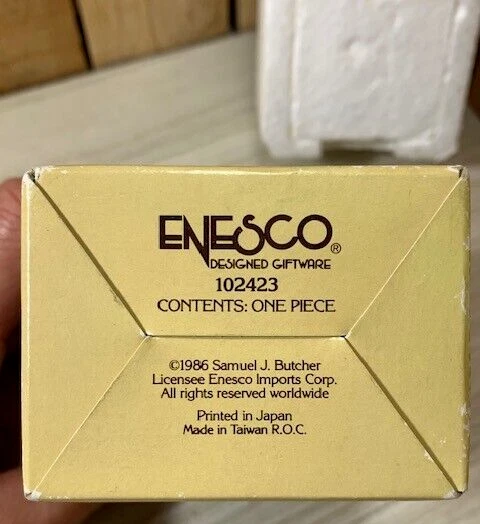 ENESCO®
DESIGNED GIFTWARE
102423
CONTENTS: ONE PIECE
©1986 Samuel J. Butcher
Licensee Enesco Imports Corp.
All rights reserved worldwide
Printed in Japan
Made in Taiwan R.O.C.